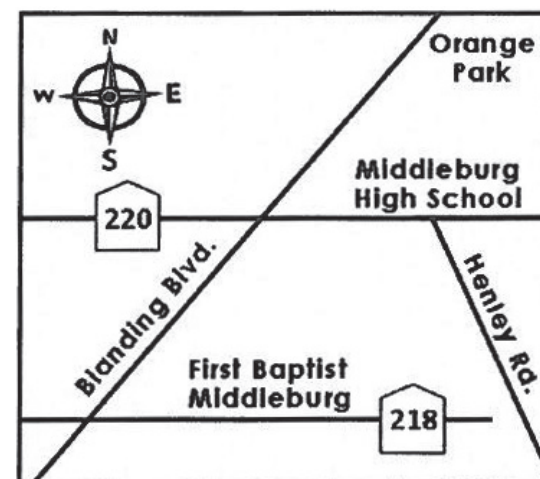 N
W E
S
Orange
Park
Middleburg
High School
220
Blanding Blvd.
Henley Rd.
First Baptist
Middleburg
218